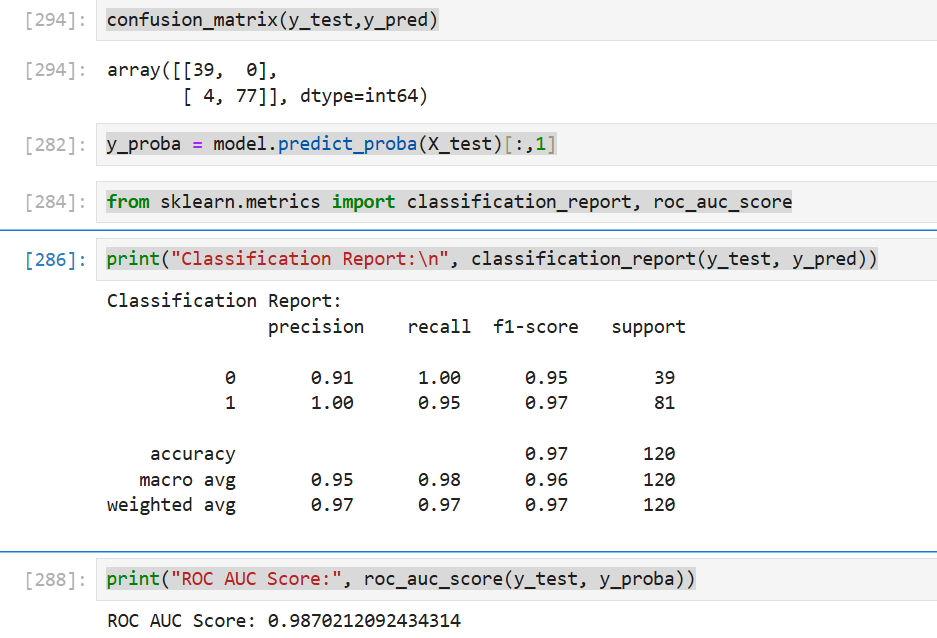 [294]: confusion_matrix(y_test,y_pred)
[294]: array([[39,  0],
       [ 4, 77]], dtype=int64)
[282]: y_proba = model.predict_proba(X_test)[:,1]
[284]: from sklearn.metrics import classification_report, roc_auc_score
[286]: print("Classification Report:\n", classification_report(y_test, y_pred))
Classification Report:
               precision    recall  f1-score   support
           0       0.91      1.00      0.95        39
           1       1.00      0.95      0.97        81
    accuracy                           0.97       120
   macro avg       0.95      0.98      0.96       120
weighted avg       0.97      0.97      0.97       120
[288]: print("ROC AUC Score:", roc_auc_score(y_test, y_proba))
ROC AUC Score: 0.9870212092434314